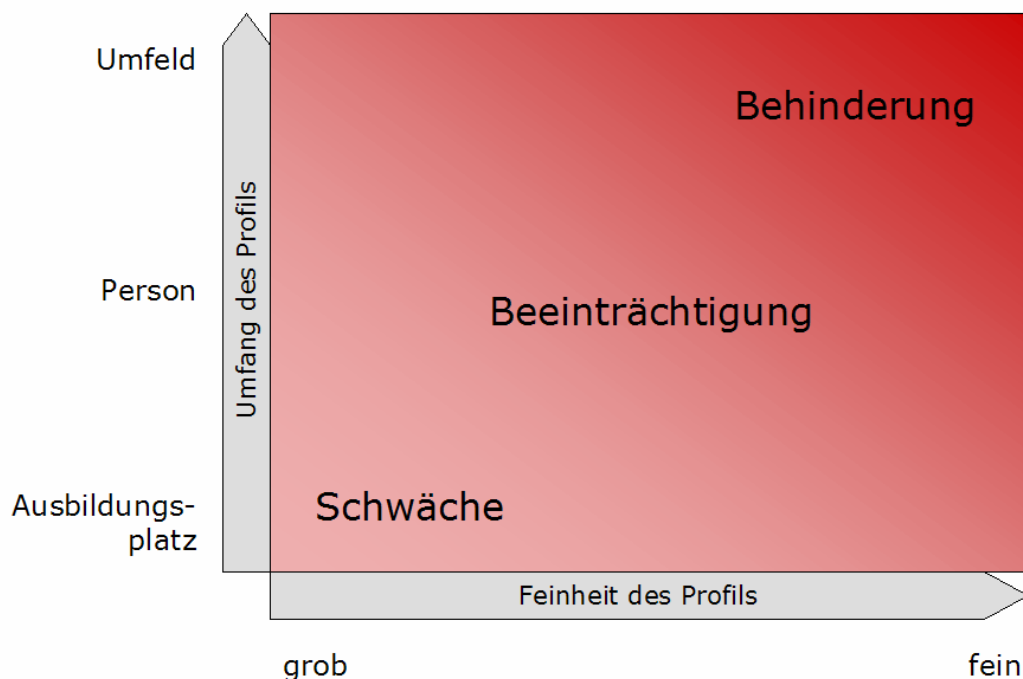 Umfeld
Behinderung
Umfang des Profils
Person
Beeinträchtigung
Ausbildungs-
platz
Schwäche
Feinheit des Profils
grob
fein